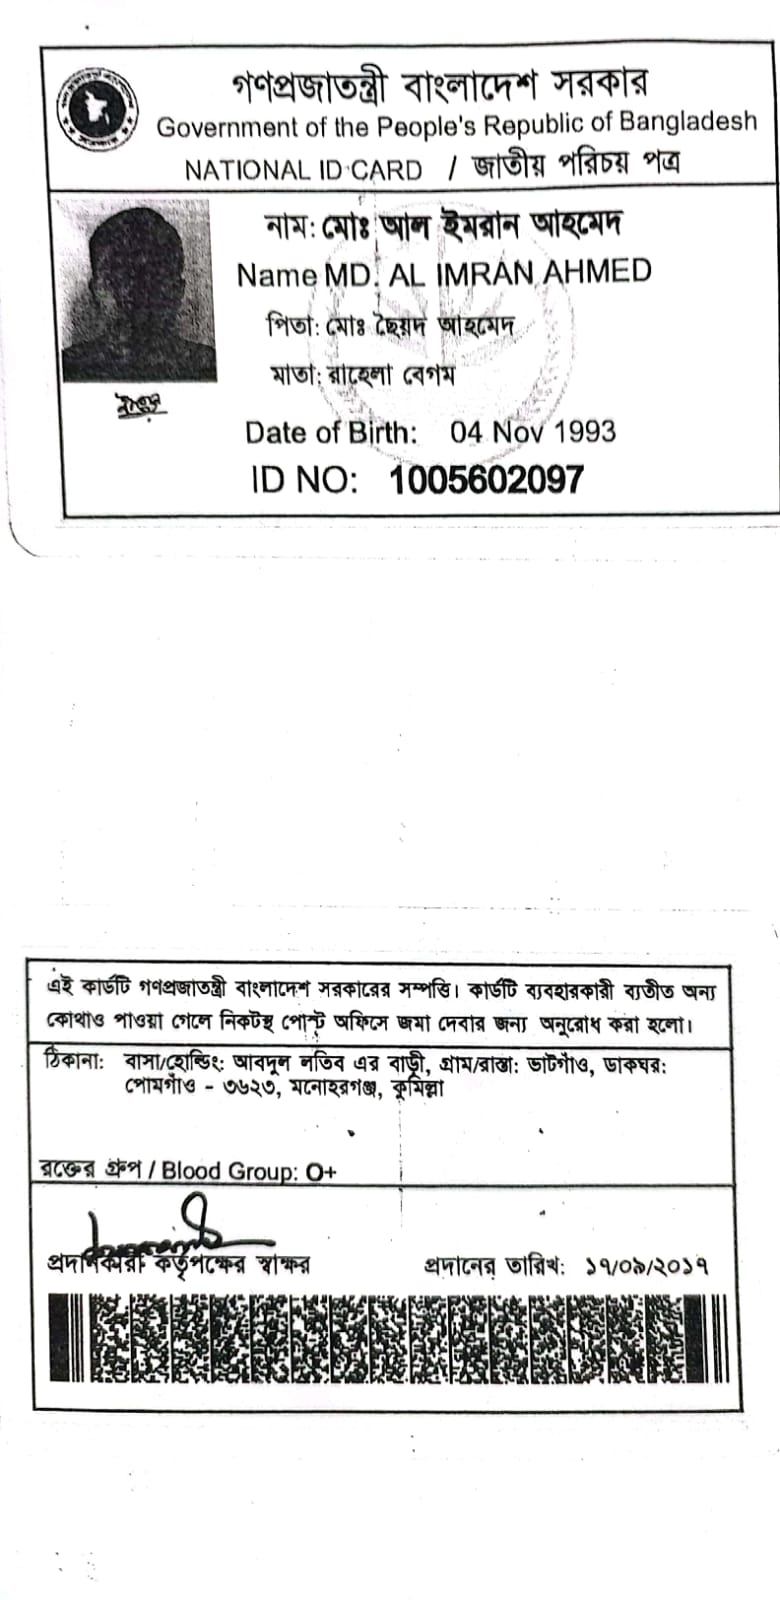 গণপ্রজাতন্ত্রী বাংলাদেশ সরকার
Government of the People's Republic of Bangladesh
NATIONAL ID CARD / জাতীয় পরিচয় পত্র
নাম: মোঃ আল ইমরান আহমেদ
Name MD. AL IMRAN AHMED
পিতা: মোঃ ছৈয়দ আহমেদ
মাতা: রাহেলা বেগম
Date of Birth: 04 Nov 1993
ID NO: 1005602097
এই কার্ডটি গণপ্রজাতন্ত্রী বাংলাদেশ সরকারের সম্পত্তি। কার্ডটি ব্যবহারকারী ব্যতীত অন্য
কোথাও পাওয়া গেলে নিকটস্থ পোস্ট অফিসে জমা দেবার জন্য অনুরোধ করা হলো।
ঠিকানা: বাসা/হোল্ডিং: আবদুল লতিব এর বাড়ী, গ্রাম/রাস্তা: ভাটগাঁও, ডাকঘর:
পোমগাঁও - ৩৬২৩, মনোহরগঞ্জ, কুমিল্লা
রক্তের গ্রুপ / Blood Group: O+
প্রদানকারী কর্তৃপক্ষের স্বাক্ষর
প্রদানের তারিখ: ১৭/০৯/২০১৭